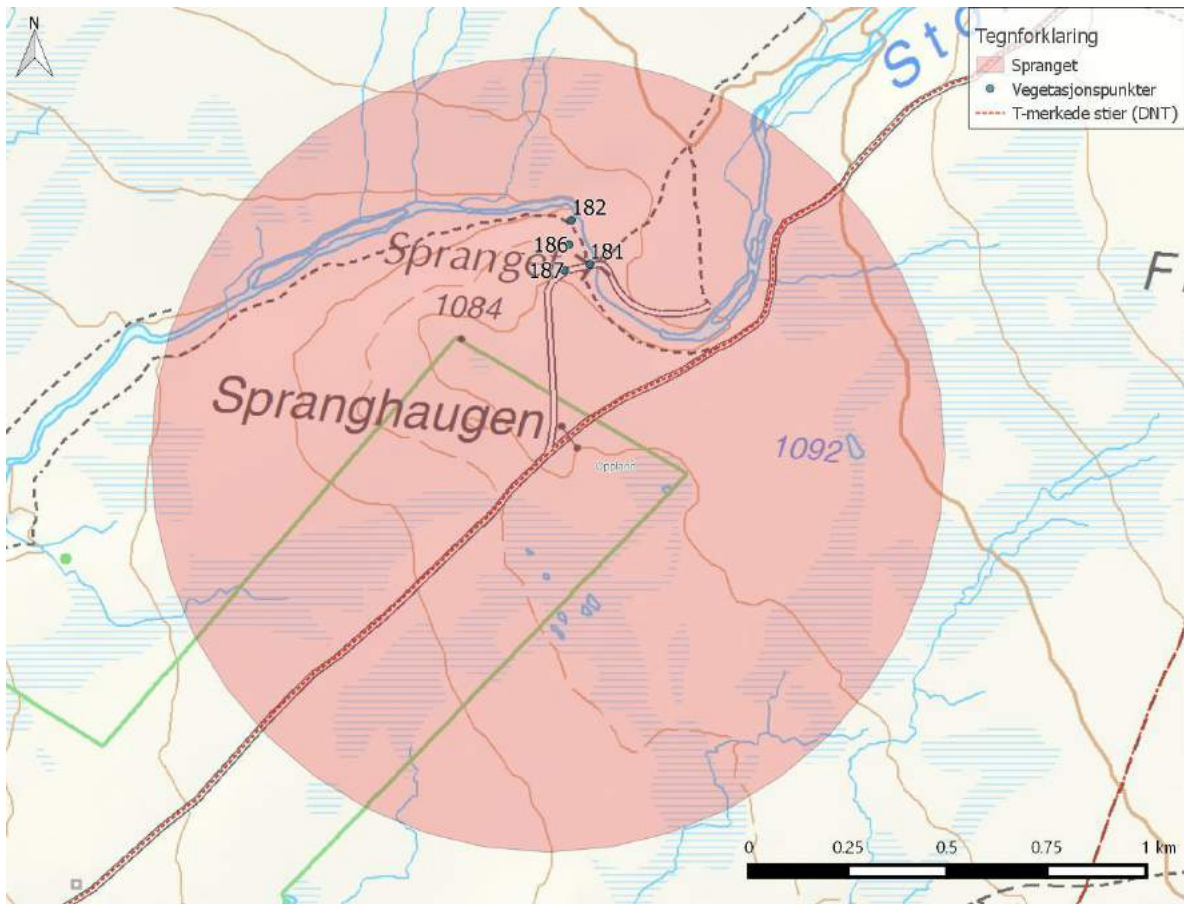 N
Tegnforklaring
Spranget
Vegetasjonspunkter
T-merkede stier (DNT)
182
186
181
Spranget
187
1084
Spranghaugen
1092
Oppland
0 0.25 0.5 0.75 1 km